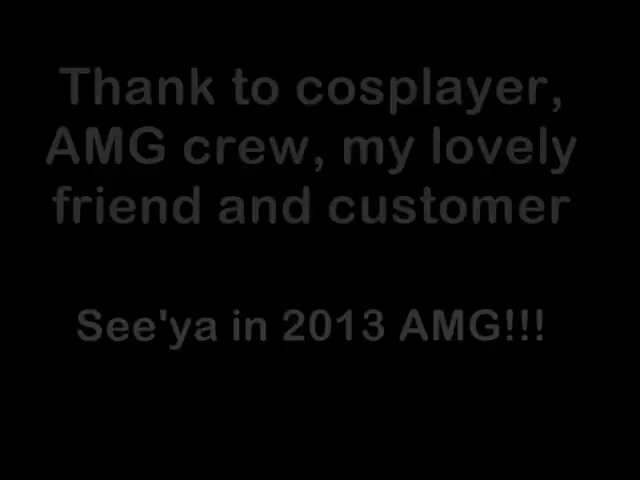 Thank to cosplayer,
AMG crew, my lovely
friend and customer
See'ya in 2013 AMG!!!